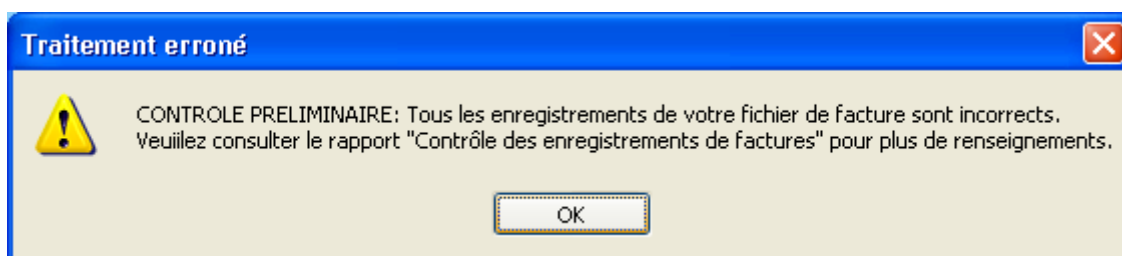 Traitement erroné
CONTROLE PRELIMINAIRE: Tous les enregistrements de votre fichier de facture sont incorrects.
Veuiilez consulter le rapport "Contrôle des enregistrements de factures" pour plus de renseignements.
OK